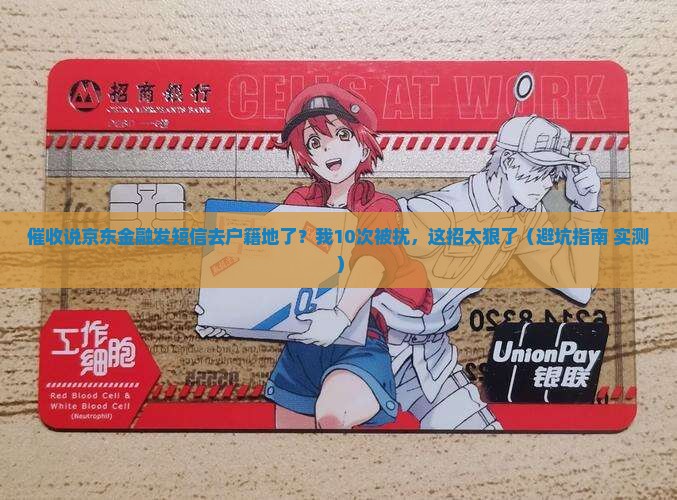 招商银行
CHINA MERCHANTS BANK
CELLS AT WORK
催收说京东金融发短信去户籍地了？我10次被扰，这招太狠了（避坑指南 实测
）
工作
细胞
Red Blood Cell &
White Blood Cell
(Neutrophil)
UnionPay
银联